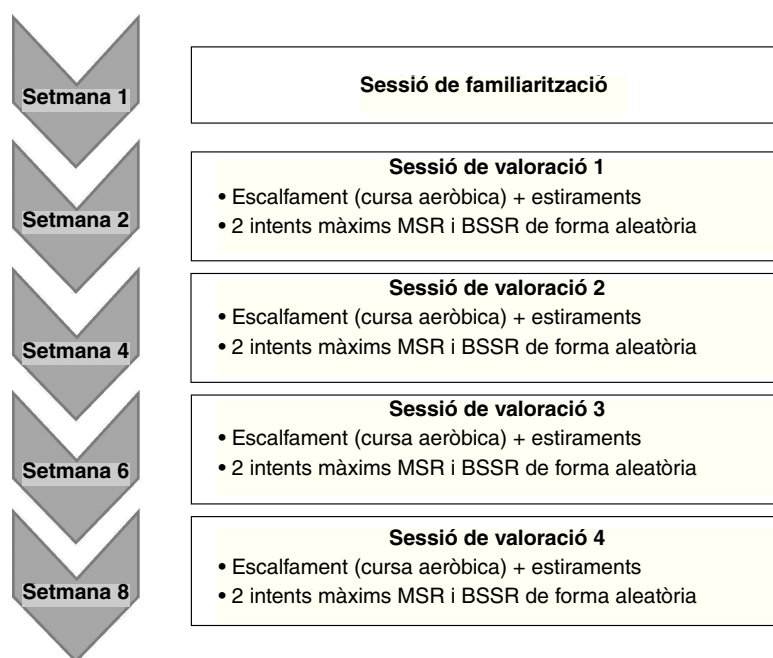 Setmana 1
Sessió de familiarització
Setmana 2
Sessió de valoració 1
• Escalfament (cursa aeròbica) + estiraments
• 2 intents màxims MSR i BSSR de forma aleatòria
Setmana 4
Sessió de valoració 2
• Escalfament (cursa aeròbica) + estiraments
• 2 intents màxims MSR i BSSR de forma aleatòria
Setmana 6
Sessió de valoració 3
• Escalfament (cursa aeròbica) + estiraments
• 2 intents màxims MSR i BSSR de forma aleatòria
Setmana 8
Sessió de valoració 4
• Escalfament (cursa aeròbica) + estiraments
• 2 intents màxims MSR i BSSR de forma aleatòria